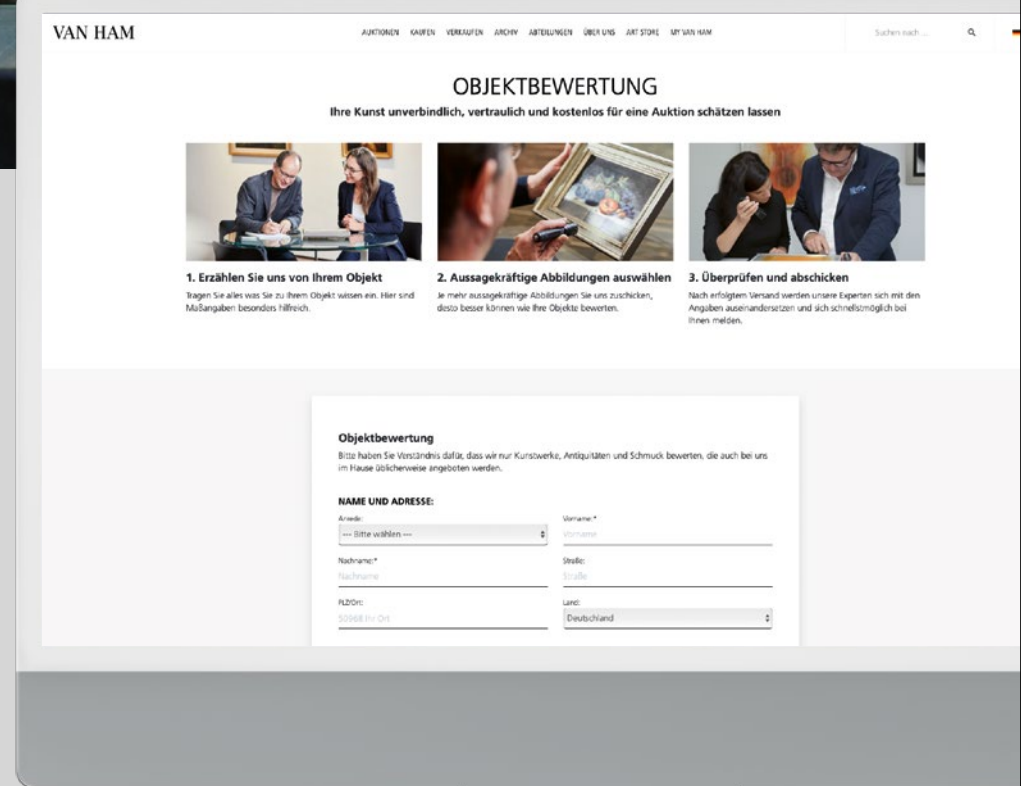 VAN HAM
AUKTIONEN KAUFEN VERKAUFEN ARCHIV ABTEILUNGEN ÜBER UNS ART STORE MY VAN HAM
Suchen nach ...
OBJEKTBEWERTUNG
Ihre Kunst unverbindlich, vertraulich und kostenlos für eine Auktion schätzen lassen
1. Erzählen Sie uns von Ihrem Objekt
Tragen Sie alles was Sie zu Ihrem Objekt wissen ein. Hier sind
Maßangaben besonders hilfreich.
2. Aussagekräftige Abbildungen auswählen
Je mehr aussagekräftige Abbildungen Sie uns zuschicken,
desto besser können wie Ihre Objekte bewerten.
3. Überprüfen und abschicken
Nach erfolgtem Versand werden unsere Experten sich mit den
Angaben auseinandersetzen und sich schnellstmöglich bei
Ihnen melden.
Objektbewertung
Bitte haben Sie Verständnis dafür, dass wir nur Kunstwerke, Antiquitäten und Schmuck bewerten, die auch bei uns
im Hause üblicherweise angeboten werden.
NAME UND ADRESSE:
Anrede:
--- Bitte wählen ---
Vorname:*
Vorname
Nachname:*
Nachname
Straße:
Straße
PLZ/Ort:
50968 Ihr Ort
Land:
Deutschland